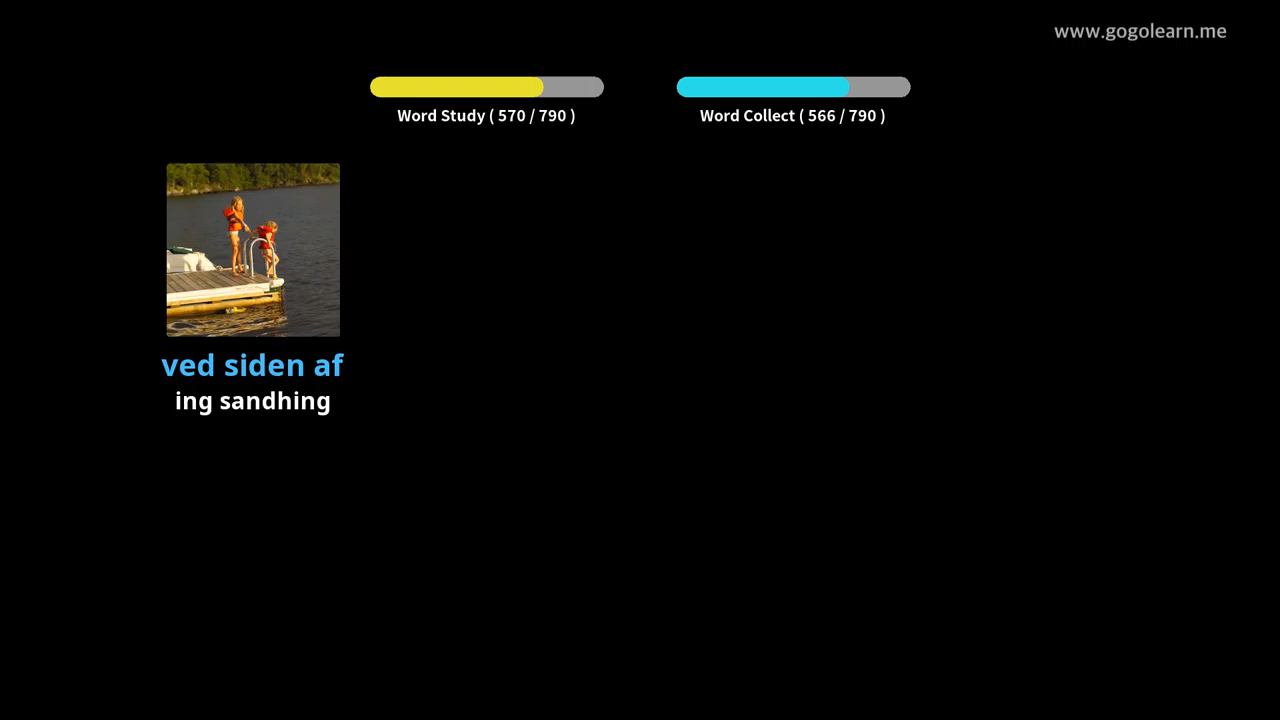 www.gogolearn.me
Word Study ( 570 / 790 )
Word Collect ( 566 / 790 )
ved siden af
ing sandhing